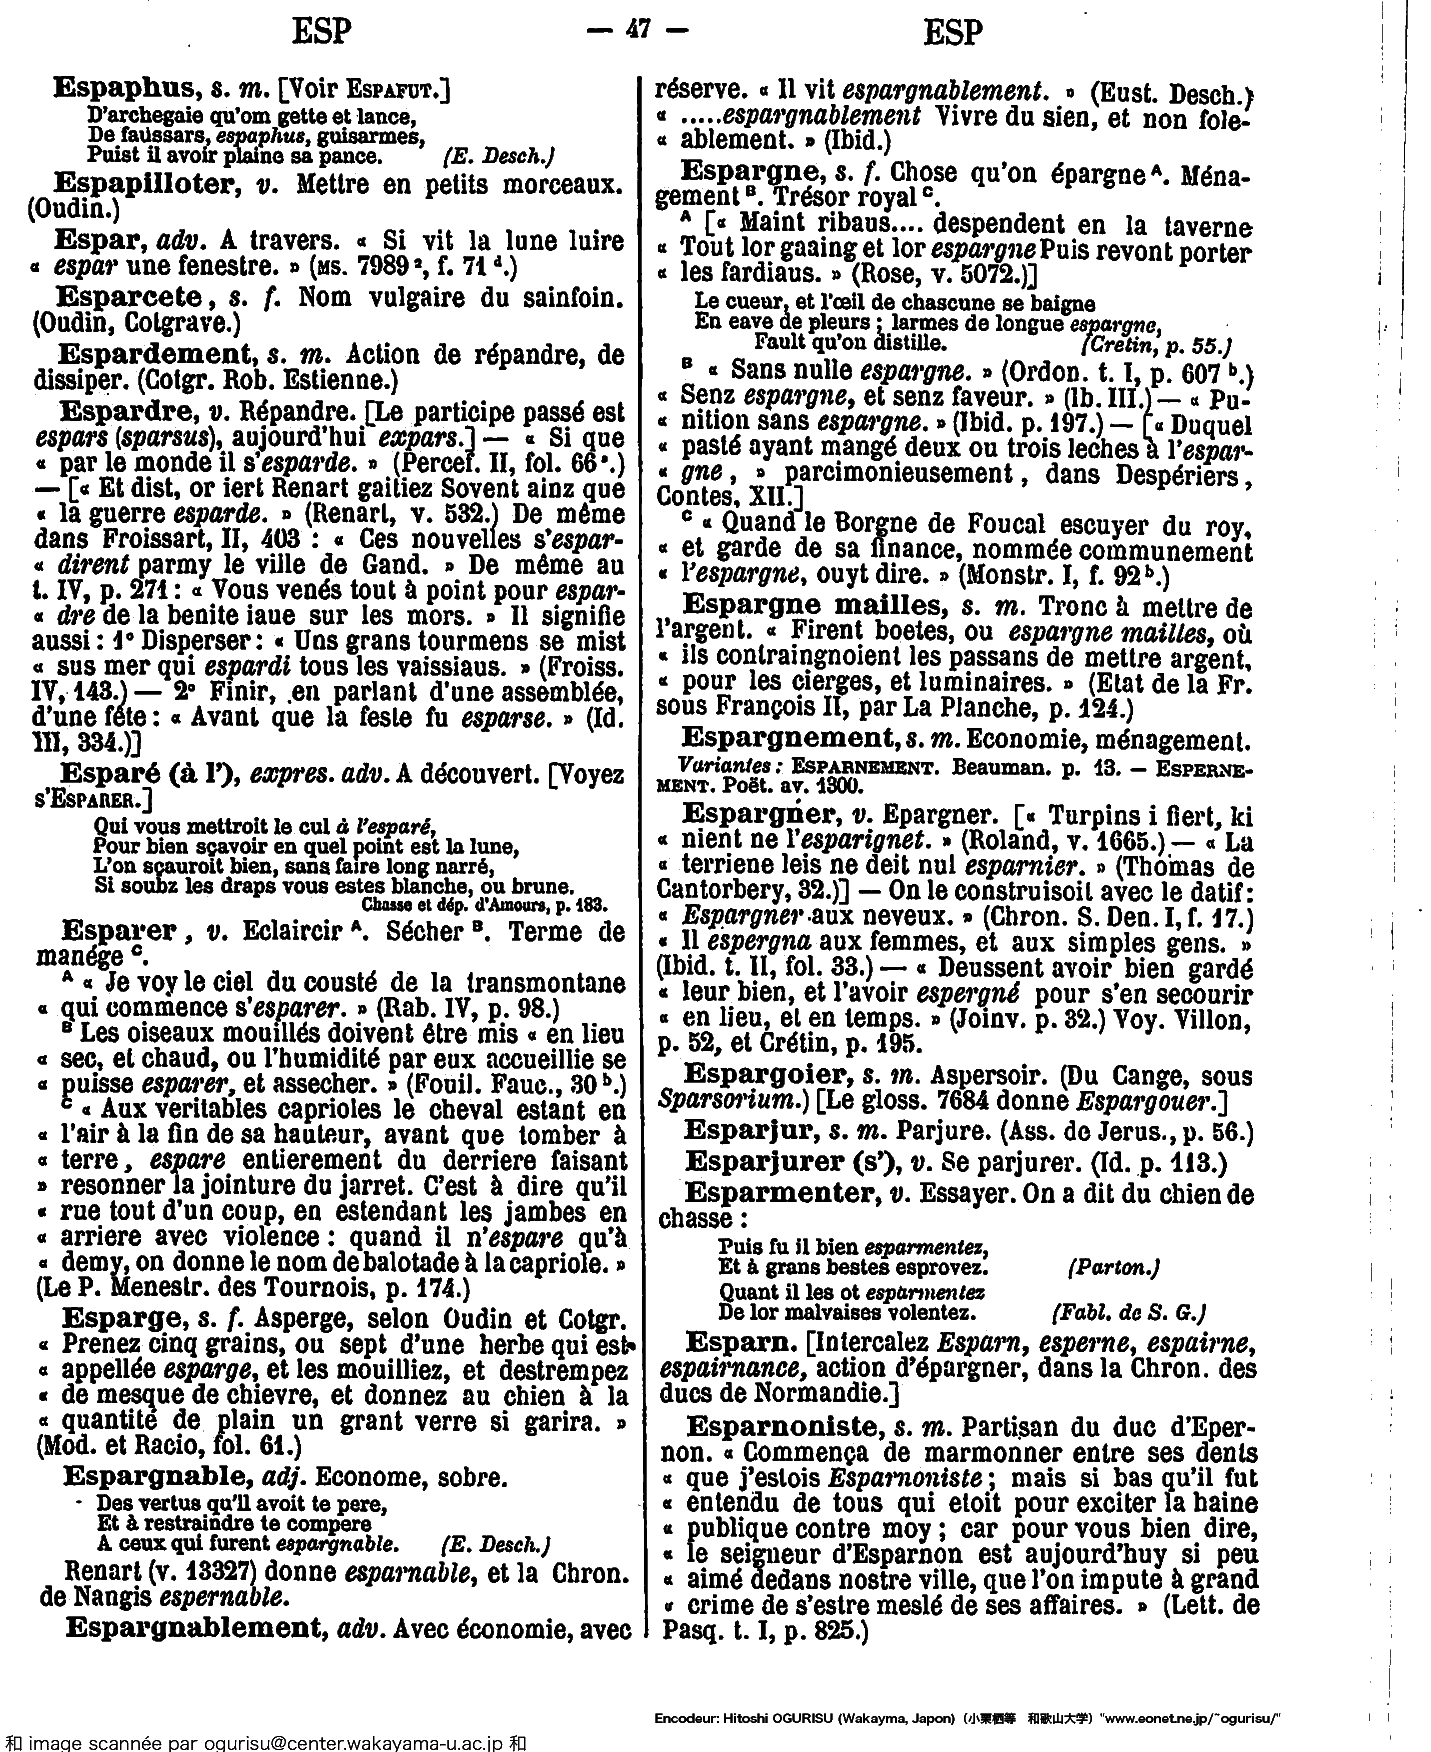 ESP — 47 — ESP
Espaphus, s. m. [Voir ESPAFUT.]
D'archegaie qu'om gette et lance,
De faussars, espaphus, guisarmes,
Puist il avoir plaine sa pance. (E. Desch.)
Espapilloter, v. Mettre en petits morceaux.
(Oudin.)
Espar, adv. A travers. « Si vit la lune luire
« espar une fenestre. » (MS. 7989 ², f. 71 ᵈ.)
Esparcete, s. f. Nom vulgaire du sainfoin.
(Oudin, Cotgrave.)
Espardement, s. m. Action de répandre, de
dissiper. (Cotgr. Rob. Estienne.)
Espardre, v. Répandre. [Le participe passé est
espars (sparsus), aujourd'hui expars.] — « Si que
« par le monde il s'esparde. » (Percef. II, fol. 66 ª.)
— [« Et dist, or iert Renart gaitiez Sovent ainz que
« la guerre esparde. » (Renart, v. 532.) De même
dans Froissart, II, 403 : « Ces nouvelles s'espar-
« dirent parmy le ville de Gand. » De même au
t. IV, p. 271 : « Vous venés tout à point pour espar-
« dre de la benite iaue sur les mors. » Il signifie
aussi : 1º Disperser : « Uns grans tourmens se mist
« sus mer qui espardi tous les vaissiaus. » (Froiss.
IV, 143.) — 2º Finir, en parlant d'une assemblée,
d'une fête : « Avant que la feste fu esparse. » (Id.
III, 334.)]
Esparé (à l'), expres. adv. A découvert. [Voyez
s'ESPARER.]
Qui vous mettroit le cul à l'esparé,
Pour bien sçavoir en quel point est la lune,
L'on sçauroit bien, sans faire long narré,
Si soubz les draps vous estes blanche, ou brune.
Chasse et dép. d'Amours, p. 183.
Esparer, v. Eclaircir ᴬ. Sécher ᴮ. Terme de
manége ᶜ.
ᴬ « Je voy le ciel du cousté de la transmontane
« qui commence s'esparer. » (Rab. IV, p. 98.)
ᴮ Les oiseaux mouillés doivent être mis « en lieu
« sec, et chaud, ou l'humidité par eux accueillie se
« puisse esparer, et assecher. » (Fouil. Fauc., 30 ᵇ.)
ᶜ « Aux veritables caprioles le cheval estant en
« l'air à la fin de sa hauteur, avant que tomber à
« terre, espare entierement du derriere faisant
» resonner la jointure du jarret. C'est à dire qu'il
« rue tout d'un coup, en estendant les jambes en
« arriere avec violence : quand il n'espare qu'à
« demy, on donne le nom de balotade à la capriole. »
(Le P. Menestr. des Tournois, p. 174.)
Esparge, s. f. Asperge, selon Oudin et Cotgr.
« Prenez cinq grains, ou sept d'une herbe qui est
« appellée esparge, et les mouilliez, et destrempez
« de mesque de chievre, et donnez au chien à la
« quantité de plain un grant verre si garira. »
(Mod. et Racio, fol. 61.)
Espargnable, adj. Econome, sobre.
Des vertus qu'il avoit te pere,
Et à restraindre te compere
A ceux qui furent espargnable. (E. Desch.)
Renart (v. 13327) donne esparnable, et la Chron.
de Nangis espernable.
Espargnablement, adv. Avec économie, avec
réserve. « Il vit espargnablement. » (Eust. Desch.)
« .....espargnablement Vivre du sien, et non fole-
« ablement. » (Ibid.)
Espargne, s. f. Chose qu'on épargne ᴬ. Ména-
gement ᴮ. Trésor royal ᶜ.
ᴬ [« Maint ribaus.... despendent en la taverne
« Tout lor gaaing et lor espargne Puis revont porter
« les fardiaus. » (Rose, v. 5072.)]
Le cueur, et l'œil de chascune se baigne
En eave de pleurs ; larmes de longue espargne,
Fault qu'on distille. (Cretin, p. 55.)
ᴮ « Sans nulle espargne. » (Ordon. t. I, p. 607 ᵇ.)
« Senz espargne, et senz faveur. » (Ib. III.) — « Pu-
« nition sans espargne. » (Ibid. p. 197.) — [« Duquel
« pasté ayant mangé deux ou trois leches à l'espar-
« gne, » parcimonieusement, dans Despériers,
Contes, XII.]
ᶜ « Quand le Borgne de Foucal escuyer du roy,
« et garde de sa finance, nommée communement
« l'espargne, ouyt dire. » (Monstr. I, f. 92 ᵇ.)
Espargne mailles, s. m. Tronc à mettre de
l'argent. « Firent boetes, ou espargne mailles, où
« ils contraingnoient les passans de mettre argent,
« pour les cierges, et luminaires. » (Etat de la Fr.
sous François II, par La Planche, p. 124.)
Espargnement, s. m. Economie, ménagement.
Variantes : ESPARNEMENT. Beauman. p. 13. — ESPERNE-
MENT. Poët. av. 1300.
Espargner, v. Epargner. [« Turpins i fiert, ki
« nient ne l'esparignet. » (Roland, v. 1665.) — « La
« terriene leis ne deit nul esparnier. » (Thomas de
Cantorbery, 32.)] — On le construisoit avec le datif :
« Espargner aux neveux. » (Chron. S. Den. I, f. 17.)
« Il espergna aux femmes, et aux simples gens. »
(Ibid. t. II, fol. 33.) — « Deussent avoir bien gardé
« leur bien, et l'avoir espergné pour s'en secourir
« en lieu, et en temps. » (Joinv. p. 32.) Voy. Villon,
p. 52, et Crétin, p. 195.
Espargoier, s. m. Aspersoir. (Du Cange, sous
Sparsorium.) [Le gloss. 7684 donne Espargouer.]
Esparjur, s. m. Parjure. (Ass. de Jerus., p. 56.)
Esparjurer (s'), v. Se parjurer. (Id. p. 113.)
Esparmenter, v. Essayer. On a dit du chien de
chasse :
Puis fu il bien esparmentez,
Et à grans bestes esprovez. (Parton.)
Quant il les ot esparmentez
De lor malvaises volentez. (Fabl. de S. G.)
Esparn. [Intercalez Esparn, esperne, espairne,
espairnance, action d'épargner, dans la Chron. des
ducs de Normandie.]
Esparnoniste, s. m. Partisan du duc d'Eper-
non. « Commença de marmonner entre ses dents
« que j'estois Esparnoniste ; mais si bas qu'il fut
« entendu de tous qui etoit pour exciter la haine
« publique contre moy ; car pour vous bien dire,
« le seigneur d'Esparnon est aujourd'huy si peu
« aimé dedans nostre ville, que l'on impute à grand
« crime de s'estre meslé de ses affaires. » (Lett. de
Pasq. t. I, p. 825.)
Encodeur: Hitoshi OGURISU (Wakayma, Japon)（小栗栖等　和歌山大学）"www.eonet.ne.jp/~ogurisu/"
和 image scannée par ogurisu@center.wakayama-u.ac.jp 和